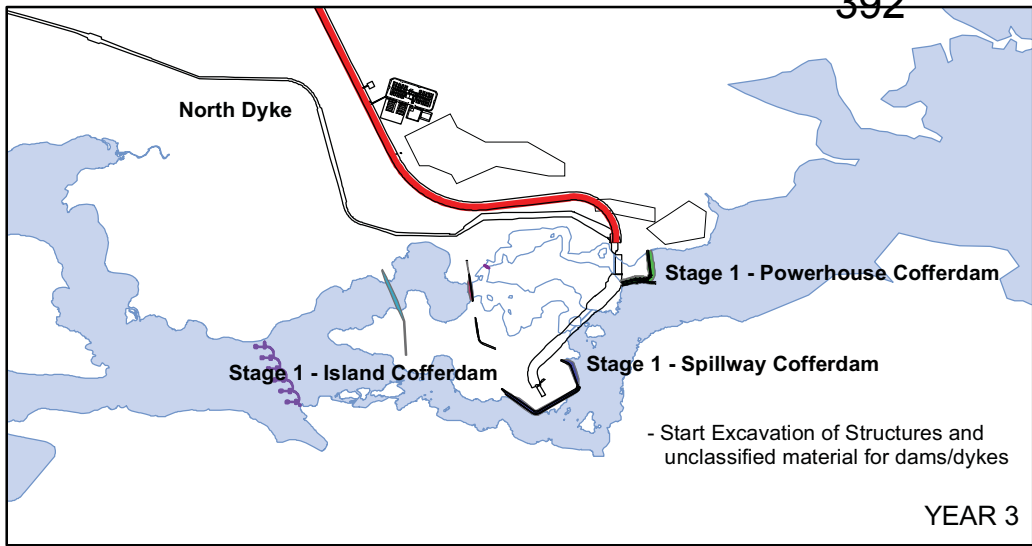 392
North Dyke
Stage 1 - Powerhouse Cofferdam
Stage 1 - Island Cofferdam
Stage 1 - Spillway Cofferdam
- Start Excavation of Structures and
unclassified material for dams/dykes
YEAR 3